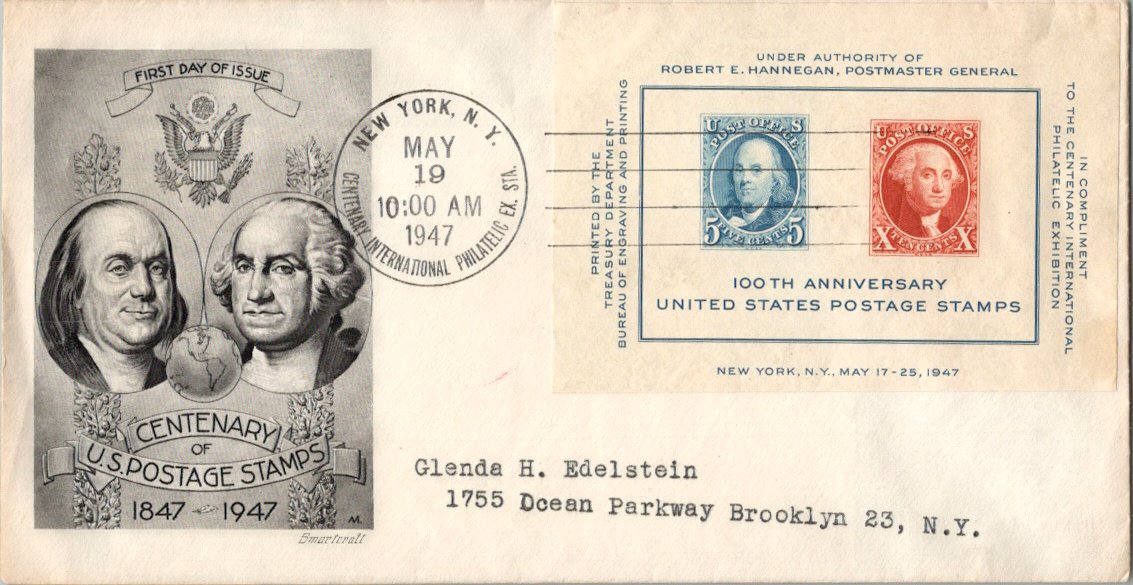 FIRST DAY OF ISSUE
CENTENARY
OF
U.S. POSTAGE STAMPS
1847 1947
AM.
Smartcraft
NEW YORK, N.Y.
MAY
19
10:00 AM
1947
CENTENARY INTERNATIONAL PHILATELIC EX. STA.
UNDER AUTHORITY OF
ROBERT E. HANNEGAN, POSTMASTER GENERAL
PRINTED BY THE
TREASURY DEPARTMENT
BUREAU OF ENGRAVING AND PRINTING
U S
POST OFFICE
5 5
FIVE CENTS
U S
POST OFFICE
X X
TEN CENTS
100TH ANNIVERSARY
UNITED STATES POSTAGE STAMPS
IN COMPLIMENT
TO THE CENTENARY INTERNATIONAL
PHILATELIC EXHIBITION
NEW YORK, N.Y., MAY 17-25, 1947
Glenda H. Edelstein
1755 Ocean Parkway Brooklyn 23, N.Y.